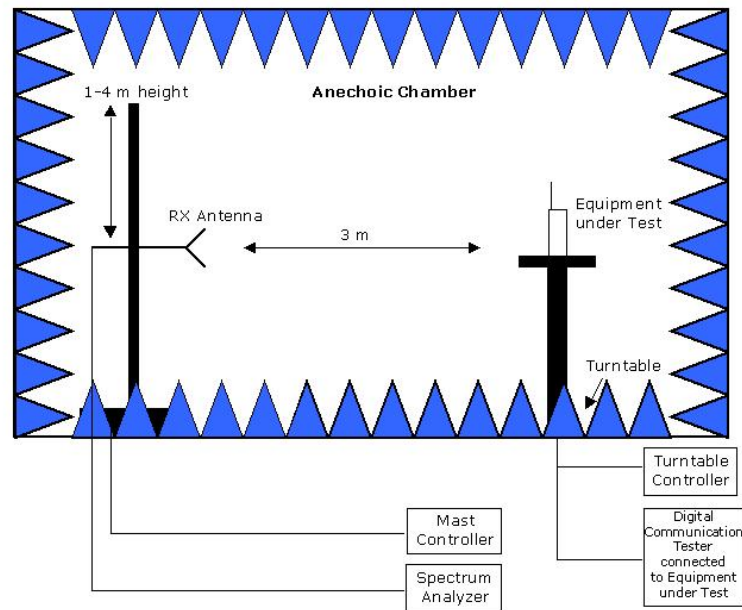 Anechoic Chamber
1-4 m height
RX Antenna
3 m
Equipment
under Test
Turntable
Turntable
Controller
Mast
Controller
Spectrum
Analyzer
Digital
Communication
Tester
connected
to Equipment
under Test